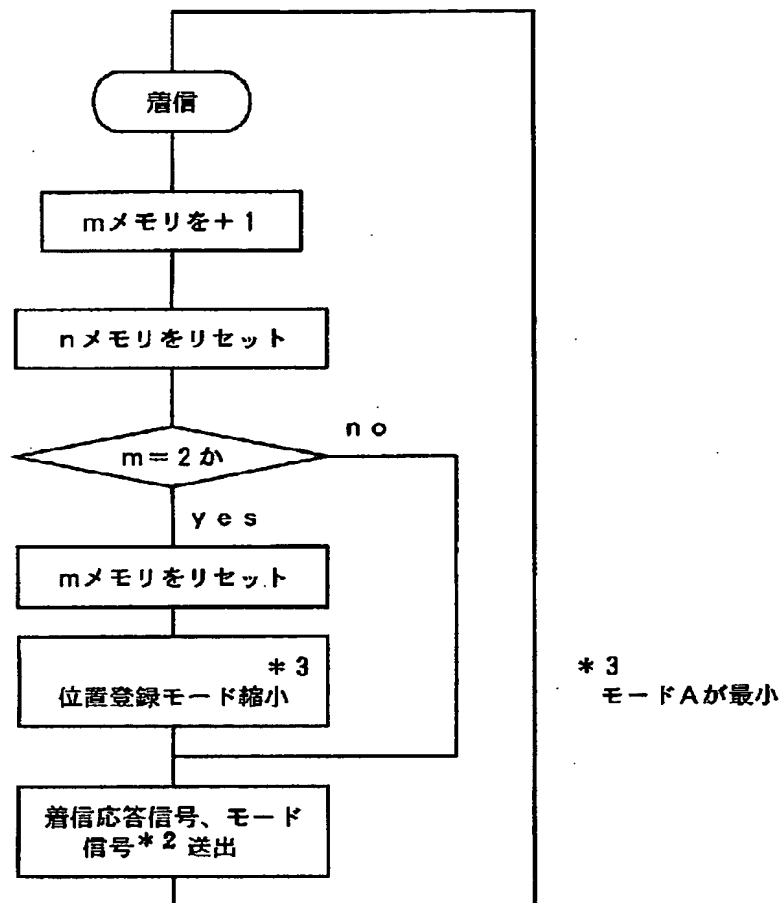 着信
mメモリを+1
nメモリをリセット
no
m=2か
yes
mメモリをリセット
*3
位置登録モード縮小
*3
モードAが最小
着信応答信号、モード
信号*2 送出